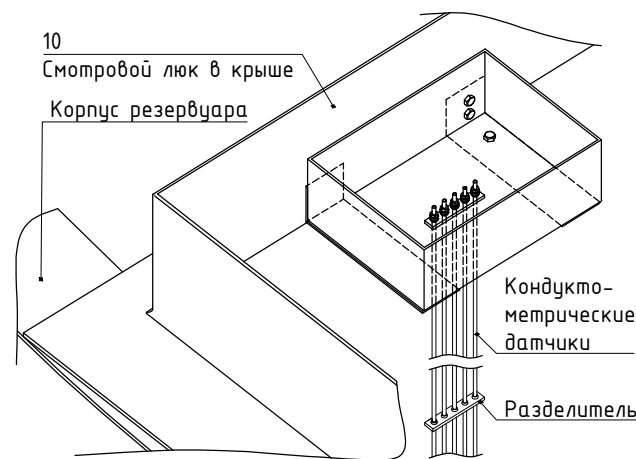 10
Смотровой люк в крыше
Корпус резервуара
Кондукто-
метрические
датчики
Разделитель